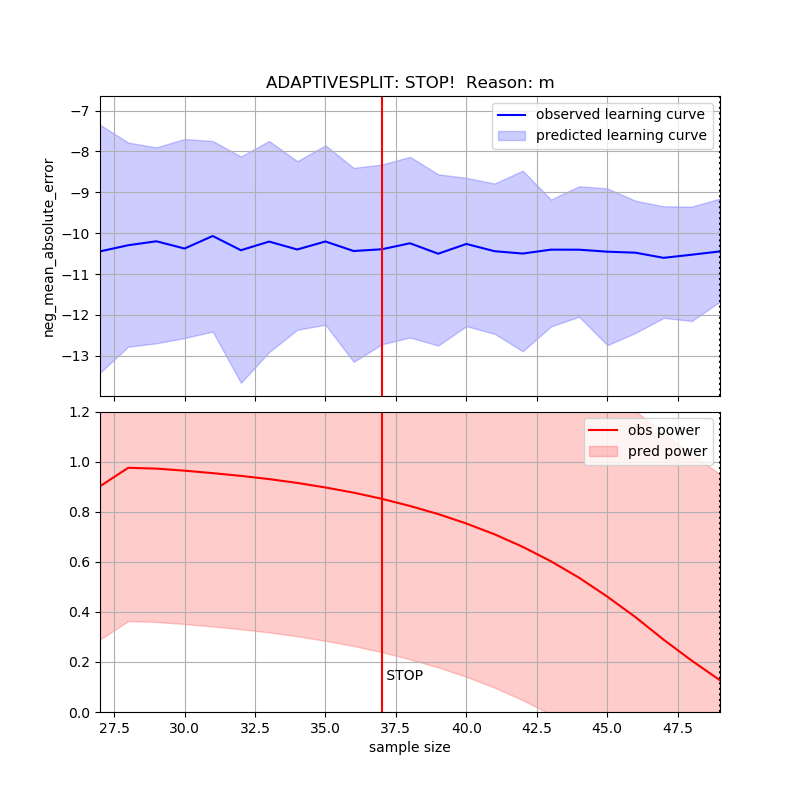 ADAPTIVESPLIT: STOP!  Reason: m
neg_mean_absolute_error
−7
−8
−9
−10
−11
−12
−13
observed learning curve
predicted learning curve
1.2
1.0
0.8
0.6
0.4
0.2
0.0
obs power
pred power
STOP
27.5 30.0 32.5 35.0 37.5 40.0 42.5 45.0 47.5
sample size